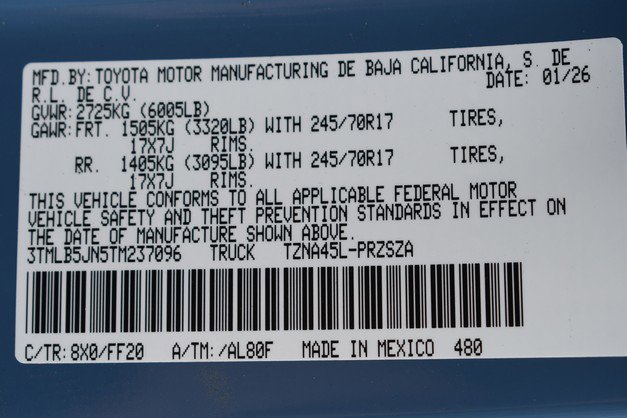 MFD.BY:TOYOTA MOTOR MANUFACTURING DE BAJA CALIFORNIA, S. DE
R.L. DE C.V. DATE: 01/26
GVWR:2725KG (6005LB)
GAWR:FRT. 1505KG (3320LB) WITH 245/70R17 TIRES,
17X7J RIMS.
RR. 1405KG (3095LB) WITH 245/70R17 TIRES,
17X7J RIMS.
THIS VEHICLE CONFORMS TO ALL APPLICABLE FEDERAL MOTOR
VEHICLE SAFETY AND THEFT PREVENTION STANDARDS IN EFFECT ON
THE DATE OF MANUFACTURE SHOWN ABOVE.
3TMLB5JN5TM237096 TRUCK TZNA45L-PRZSZA
C/TR:8X0/FF20 A/TM:/AL80F MADE IN MEXICO 480